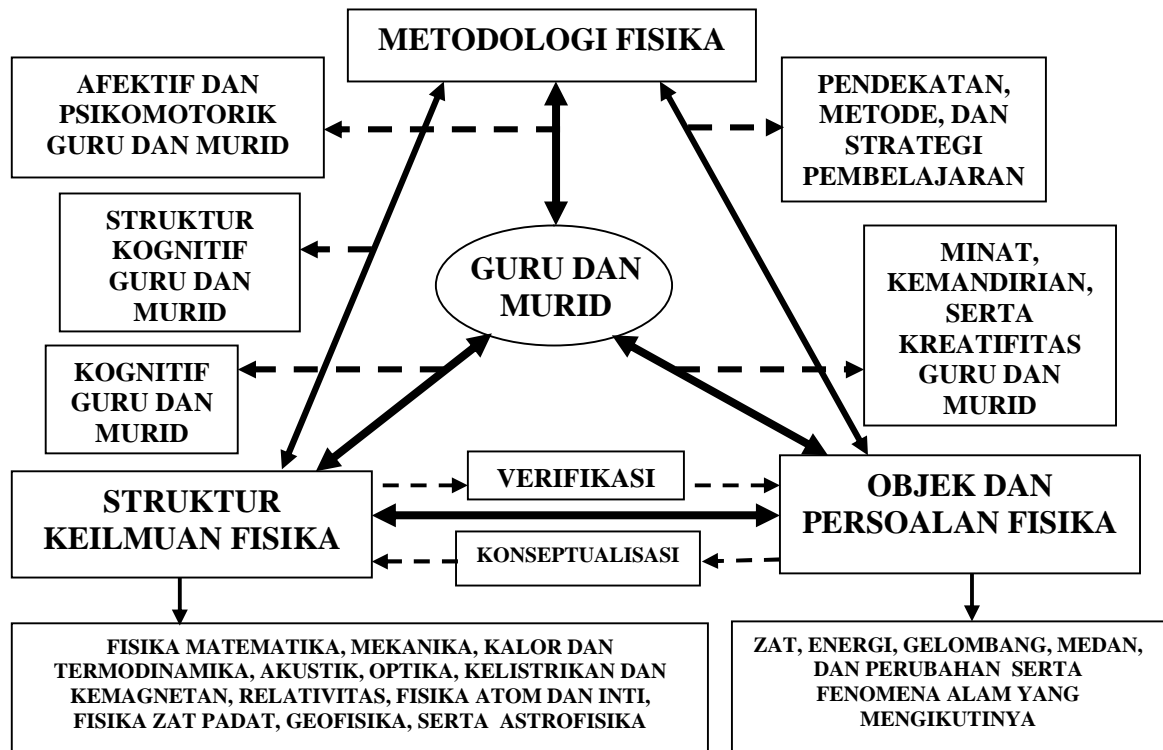 METODOLOGI FISIKA
AFEKTIF DAN
PSIKOMOTORIK
GURU DAN MURID
PENDEKATAN,
METODE, DAN
STRATEGI
PEMBELAJARAN
STRUKTUR
KOGNITIF
GURU DAN
MURID
GURU DAN
MURID
MINAT,
KEMANDIRIAN,
SERTA
KREATIFITAS
GURU DAN
MURID
KOGNITIF
GURU DAN
MURID
STRUKTUR
KEILMUAN FISIKA
VERIFIKASI
KONSEPTUALISASI
OBJEK DAN
PERSOALAN FISIKA
FISIKA MATEMATIKA, MEKANIKA, KALOR DAN
TERMODINAMIKA, AKUSTIK, OPTIKA, KELISTRIKAN DAN
KEMAGNETAN, RELATIVITAS, FISIKA ATOM DAN INTI,
FISIKA ZAT PADAT, GEOFISIKA, SERTA ASTROFISIKA
ZAT, ENERGI, GELOMBANG, MEDAN,
DAN PERUBAHAN SERTA
FENOMENA ALAM YANG
MENGIKUTINYA